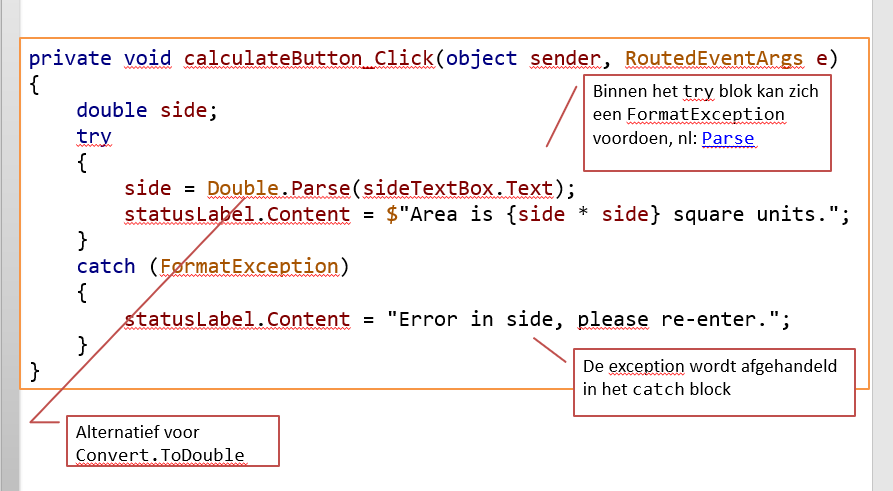 private void calculateButton_Click(object sender, RoutedEventArgs e)
{
    double side;
    try
    {
        side = Double.Parse(sideTextBox.Text);
        statusLabel.Content = $"Area is {side * side} square units.";
    }
    catch (FormatException)
    {
        statusLabel.Content = "Error in side, please re-enter.";
    }
}
Binnen het try blok kan zich
een FormatException
voordoen, nl: Parse
De exception wordt afgehandeld
in het catch block
Alternatief voor
Convert.ToDouble